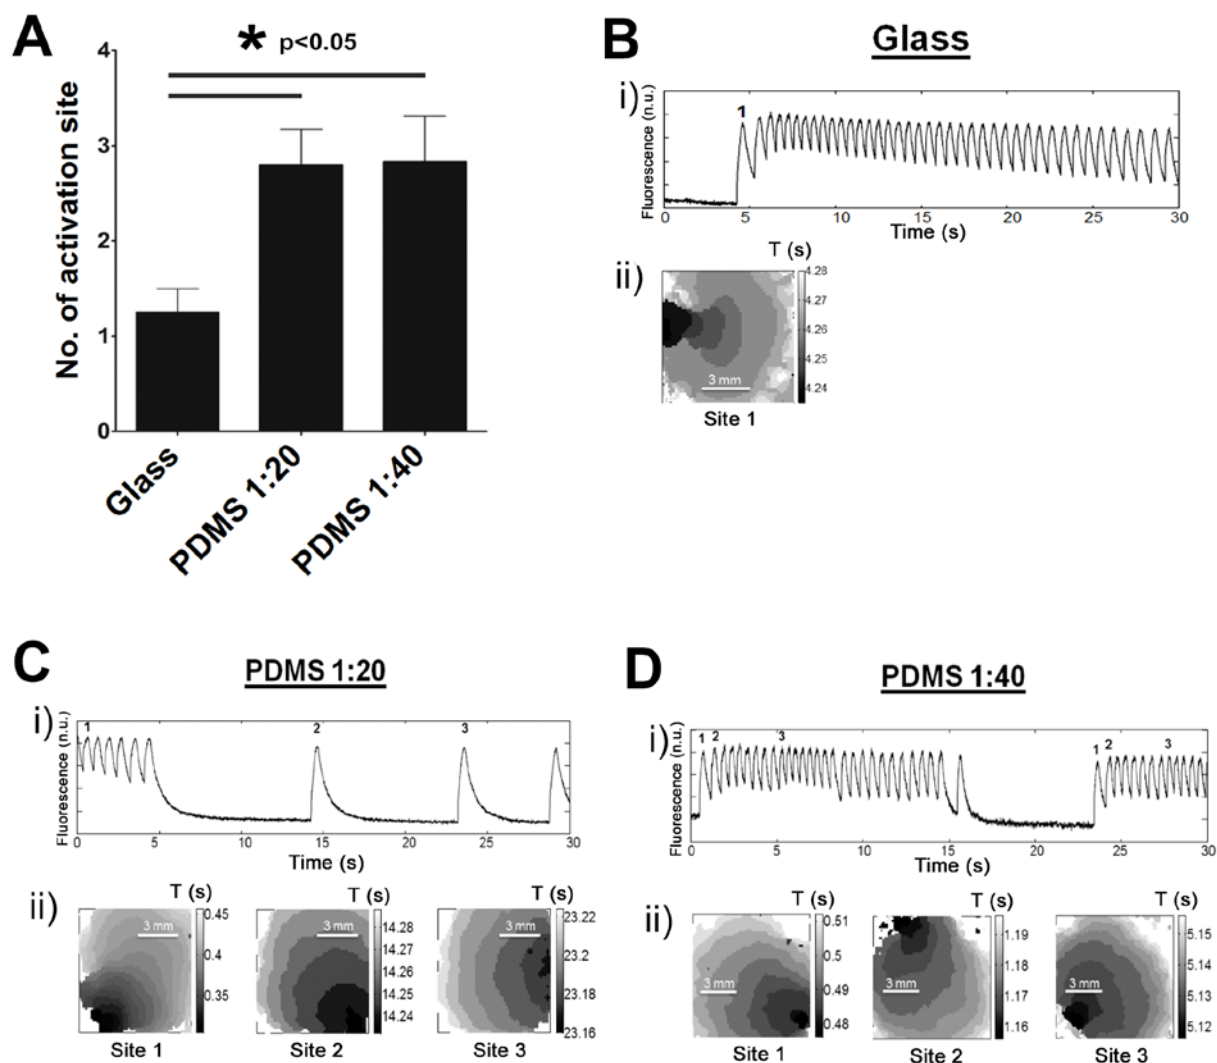 A
* p<0.05
No. of activation site
4
3
2
1
0
Glass
PDMS 1:20
PDMS 1:40
B
Glass
i)
Fluorescence (n.u.)
1
0 5 10 15 20 25 30
Time (s)
ii)
T (s)
4.28
4.27
4.26
4.25
4.24
3 mm
Site 1
C
PDMS 1:20
i)
Fluorescence (n.u.)
1 2 3
0 5 10 15 20 25 30
Time (s)
ii)
T (s)
0.45
0.4
0.35
3 mm
Site 1
T (s)
14.28
14.27
14.26
14.25
14.24
3 mm
Site 2
T (s)
23.22
23.2
23.18
23.16
3 mm
Site 3
D
PDMS 1:40
i)
Fluorescence (n.u.)
1 2 3 1 2 3
0 5 10 15 20 25 30
Time (s)
ii)
T (s)
0.51
0.5
0.49
0.48
0.476
3 mm
Site 1
T (s)
1.19
1.18
1.17
1.16
3 mm
Site 2
T (s)
5.15
5.14
5.13
5.12
3 mm
Site 3